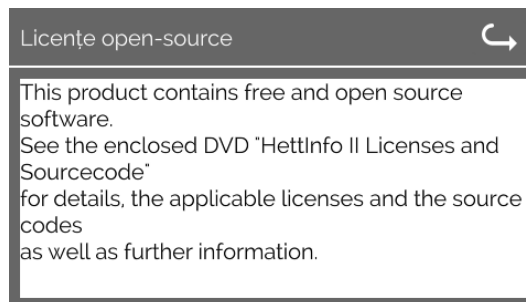 Licențe open-source
This product contains free and open source
software.
See the enclosed DVD "HettInfo II Licenses and
Sourcecode"
for details, the applicable licenses and the source
codes
as well as further information.